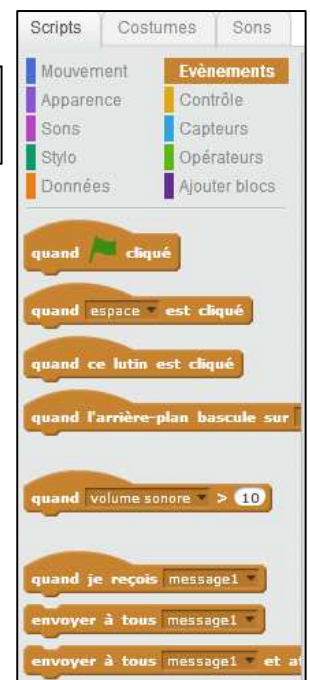 Scripts Costumes Sons
Mouvement Evènements
Apparence Contrôle
Sons Capteurs
Stylo Opérateurs
Données Ajouter blocs
quand cliqué
quand espace est cliqué
quand ce lutin est cliqué
quand l'arrière-plan bascule sur
quand volume sonore > 10
quand je reçois message1
envoyer à tous message1
envoyer à tous message1 et